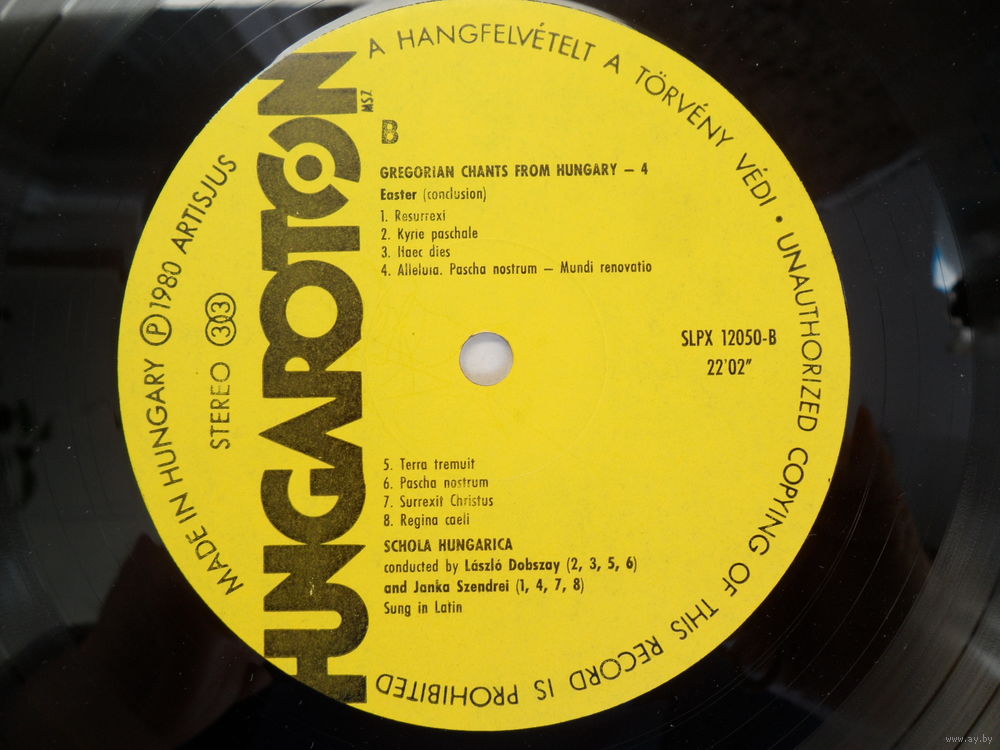 A HANGFELVÉTELT A TÖRVÉNY VÉDI • UNAUTHORIZED COPYING OF THIS RECORD IS PROHIBITED
MADE IN HUNGARY Ⓟ 1980 ARTISJUS
STEREO 33
HUNGAROTON
MSZ
B
GREGORIAN CHANTS FROM HUNGARY – 4
Easter (conclusion)
1. Resurrexi
2. Kyrie paschale
3. Haec dies
4. Alleluia. Pascha nostrum – Mundi renovatio
SLPX 12050-B
22'02"
5. Terra tremuit
6. Pascha nostrum
7. Surrexit Christus
8. Regina caeli
SCHOLA HUNGARICA
conducted by László Dobszay (2, 3, 5, 6)
and Janka Szendrei (1, 4, 7, 8)
Sung in Latin
www.ay.by